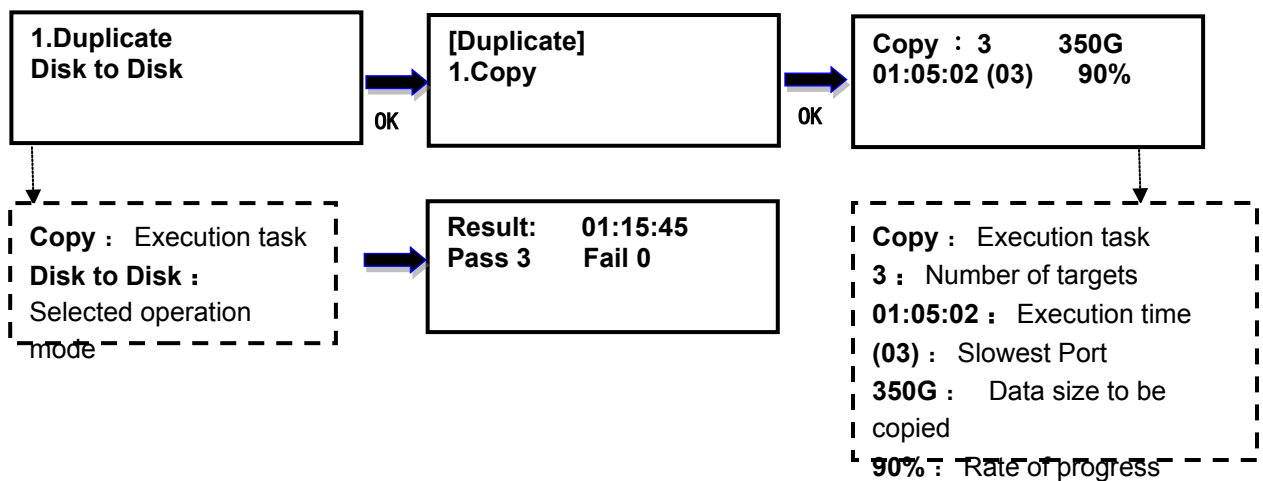 1.Duplicate
Disk to Disk
OK
[Duplicate]
1.Copy
OK
Copy ： 3 350G
01:05:02 (03) 90%
Copy ： Execution task
Disk to Disk ：
Selected operation
mode
Result: 01:15:45
Pass 3 Fail 0
Copy ： Execution task
3 ： Number of targets
01:05:02 ： Execution time
(03) ： Slowest Port
350G ： Data size to be
copied
90% ： Rate of progress